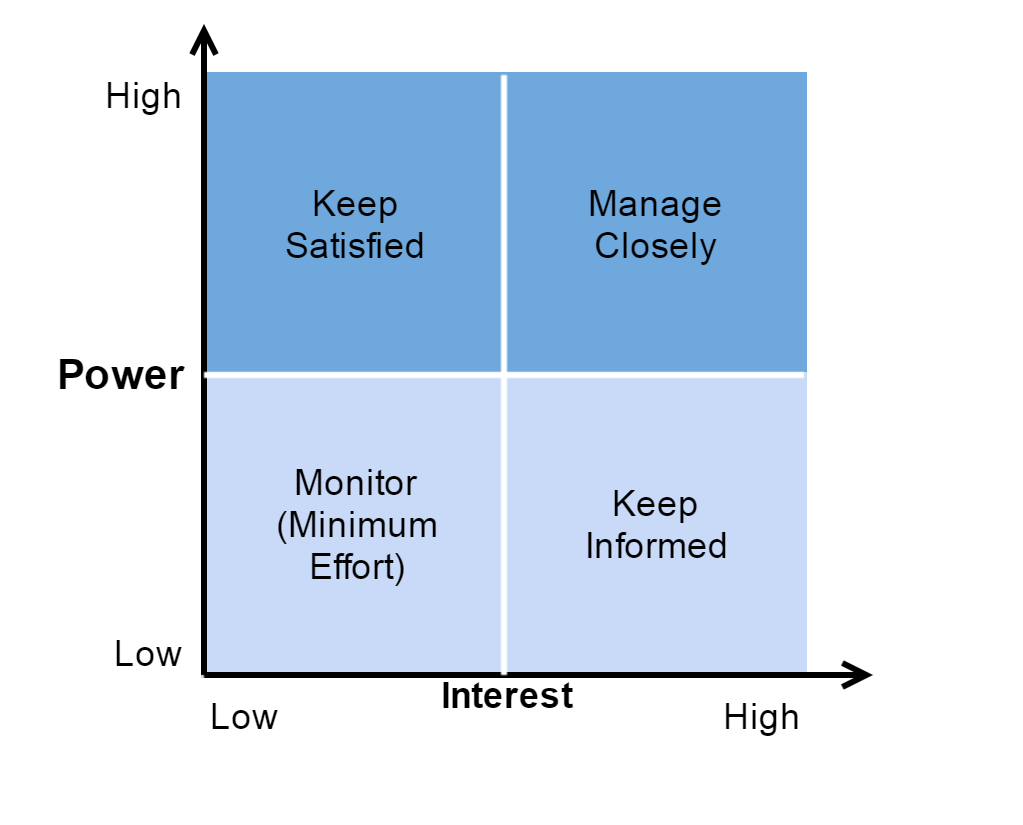 High
Keep
Satisfied
Manage
Closely
Power
Monitor
(Minimum
Effort)
Keep
Informed
Low
Interest
Low
High